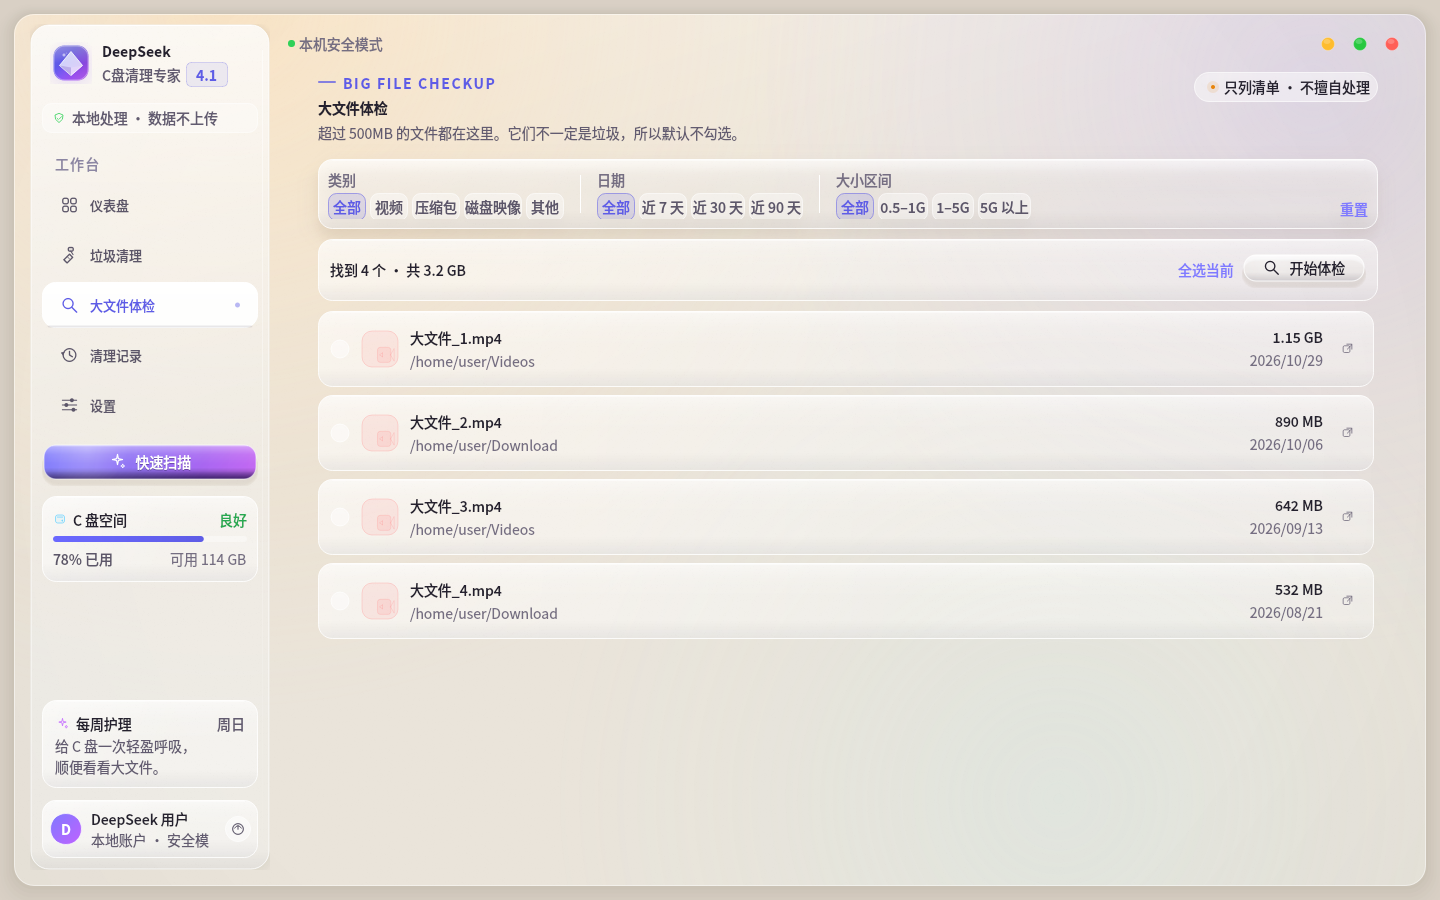 DeepSeek
C盘清理专家 4.1
本地处理 · 数据不上传
工作台
仪表盘
垃圾清理
大文件体检
清理记录
设置
快速扫描
C 盘空间 良好
78% 已用 可用 114 GB
每周护理 周日
给 C 盘一次轻盈呼吸，
顺便看看大文件。
D
DeepSeek 用户
本地账户 · 安全模
本机安全模式
BIG FILE CHECKUP
大文件体检
超过 500MB 的文件都在这里。它们不一定是垃圾，所以默认不勾选。
只列清单 · 不擅自处理
类别
全部 视频 压缩包 磁盘映像 其他
日期
全部 近 7 天 近 30 天 近 90 天
大小区间
全部 0.5–1G 1–5G 5G 以上
重置
找到 4 个 · 共 3.2 GB
全选当前 开始体检
大文件_1.mp4 1.15 GB
/home/user/Videos 2026/10/29
大文件_2.mp4 890 MB
/home/user/Download 2026/10/06
大文件_3.mp4 642 MB
/home/user/Videos 2026/09/13
大文件_4.mp4 532 MB
/home/user/Download 2026/08/21